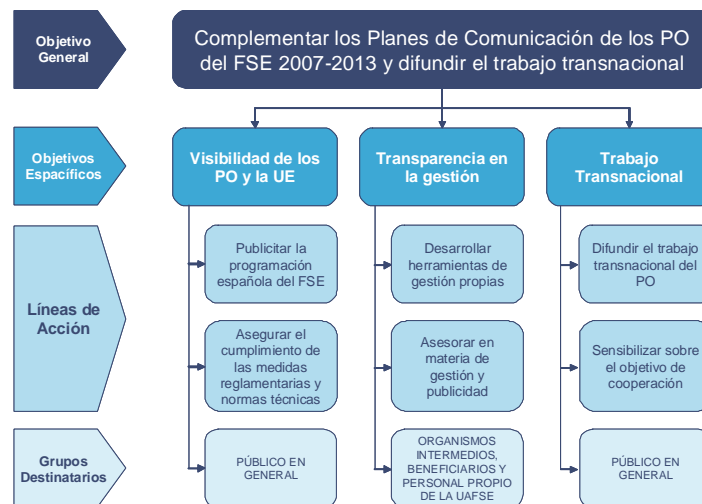 Objetivo
General
Complementar los Planes de Comunicación de los PO
del FSE 2007-2013 y difundir el trabajo transnacional
Objetivos
Espacíficos
Visibilidad de los
PO y la UE
Transparencia en
la gestión
Trabajo
Transnacional
Líneas de
Acción
Publicitar la
programación
española del FSE
Desarrollar
herramientas de
gestión propias
Difundir el trabajo
transnacional del
PO
Asegurar el
cumplimiento de
las medidas
reglamentarias y
normas técnicas
Asesorar en
materia de
gestión y
publicidad
Sensibilizar sobre
el objetivo de
cooperación
Grupos
Destinatarios
PÚBLICO EN
GENERAL
ORGANISMOS
INTERMEDIOS,
BENEFICIARIOS Y
PERSONAL PROPIO
DE LA UAFSE
PÚBLICO EN
GENERAL